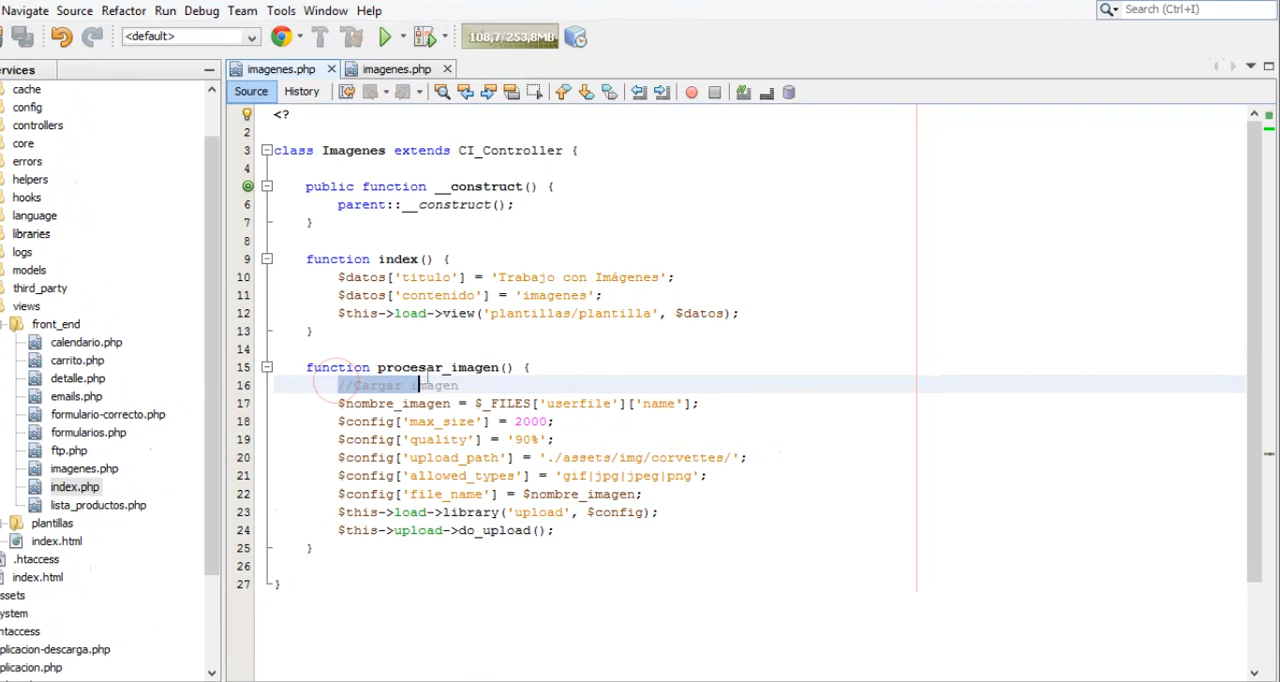 Navigate Source Refactor Run Debug Team Tools Window Help
Search (Ctrl+I)
<default>
108,7/253,8MB
ervices
imagenes.php
imagenes.php
Source History
cache
config
controllers
core
errors
helpers
hooks
language
libraries
logs
models
third_party
views
front_end
calendario.php
carrito.php
detalle.php
emails.php
formulario-correcto.php
formularios.php
ftp.php
imagenes.php
index.php
lista_productos.php
plantillas
index.html
.htaccess
index.html
ssets
ystem
htaccess
plicacion-descarga.php
plicacion.php
<?
2
3 class Imagenes extends CI_Controller {
4
public function __construct() {
6 parent::__construct();
7 }
8
9 function index() {
10 $datos['titulo'] = 'Trabajo con Imágenes';
11 $datos['contenido'] = 'imagenes';
12 $this->load->view('plantillas/plantilla', $datos);
13 }
14
15 function procesar_imagen() {
16 //Cargar imagen
17 $nombre_imagen = $_FILES['userfile']['name'];
18 $config['max_size'] = 2000;
19 $config['quality'] = '90%';
20 $config['upload_path'] = './assets/img/corvettes/';
21 $config['allowed_types'] = 'gif|jpg|jpeg|png';
22 $config['file_name'] = $nombre_imagen;
23 $this->load->library('upload', $config);
24 $this->upload->do_upload();
25 }
26
27 }